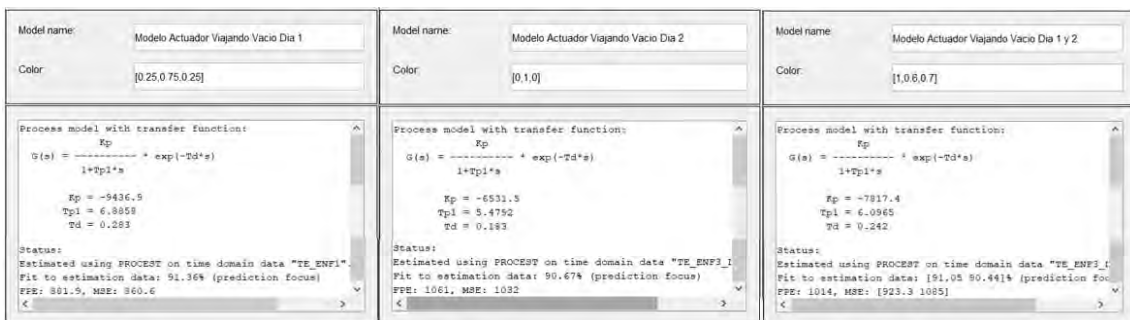 Model name:
Modelo Actuador Viajando Vacio Dia 1
Color:
[0.25,0.75,0.25]
Process model with transfer function:
Kp
G(s) = ---------- * exp(-Td*s)
1+Tp1*s
Kp = -9436.9
Tp1 = 6.8858
Td = 0.283
Status:
Estimated using PROCEST on time domain data "TE_ENF1".
Fit to estimation data: 91.36% (prediction focus)
FPE: 881.9, MSE: 860.6
Model name:
Modelo Actuador Viajando Vacio Dia 2
Color:
[0,1,0]
Process model with transfer function:
Kp
G(s) = ---------- * exp(-Td*s)
1+Tp1*s
Kp = -6531.5
Tp1 = 5.4792
Td = 0.193
Status:
Estimated using PROCEST on time domain data "TE_ENF3_
Fit to estimation data: 90.67% (prediction focus)
FPE: 1061, MSE: 1032
Model name:
Modelo Actuador Viajando Vacio Dia 1 y 2
Color:
[1,0.6,0.7]
Process model with transfer function:
Kp
G(s) = ---------- * exp(-Td*s)
1+Tp1*s
Kp = -7817.4
Tp1 = 6.0965
Td = 0.242
Status:
Estimated using PROCEST on time domain data "TE_ENF3_
Fit to estimation data: [91.05 90.44]% (prediction foc
FPE: 1014, MSE: [923.3 1085]